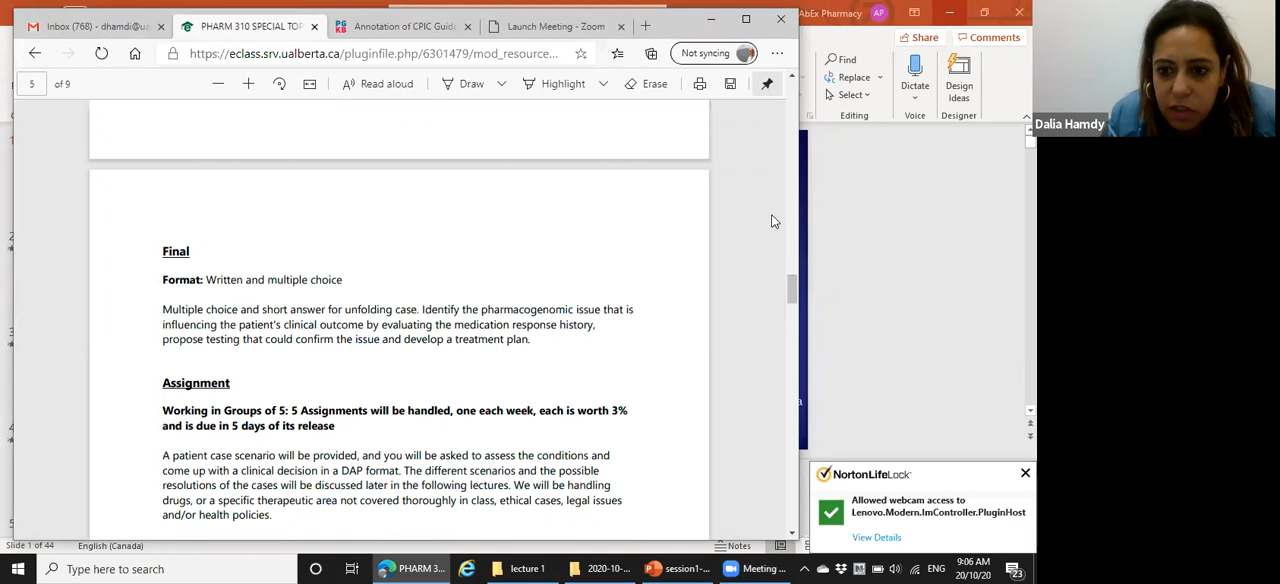 Inbox (768) - dhamdi@u
PHARM 310 SPECIAL TOP
PG KB
Annotation of CPIC Guid
Launch Meeting - Zoom
AbEx Pharmacy
AP
https://eclass.srv.ualberta.ca/pluginfile.php/6301479/mod_resource...
Not syncing
Share
Comments
5
of 9
Read aloud
Draw
Highlight
Erase
Find
Replace
Select
Editing
Dictate
Voice
Design
Ideas
Designer
Dalia Hamdy
Final
Format: Written and multiple choice
Multiple choice and short answer for unfolding case. Identify the pharmacogenomic issue that is
influencing the patient's clinical outcome by evaluating the medication response history,
propose testing that could confirm the issue and develop a treatment plan.
Assignment
Working in Groups of 5: 5 Assignments will be handled, one each week, each is worth 3%
and is due in 5 days of its release
A patient case scenario will be provided, and you will be asked to assess the conditions and
come up with a clinical decision in a DAP format. The different scenarios and the possible
resolutions of the cases will be discussed later in the following lectures. We will be handling
drugs, or a specific therapeutic area not covered thoroughly in class, ethical cases, legal issues
and/or health policies.
NortonLifeLock
Allowed webcam access to
Lenovo.Modern.ImController.PluginHost
View Details
Slide 1 of 44
English (Canada)
Notes
Type here to search
PHARM 3...
lecture 1
2020-10-...
session1-...
Meeting ...
ENG
9:06 AM
20/10/20
23